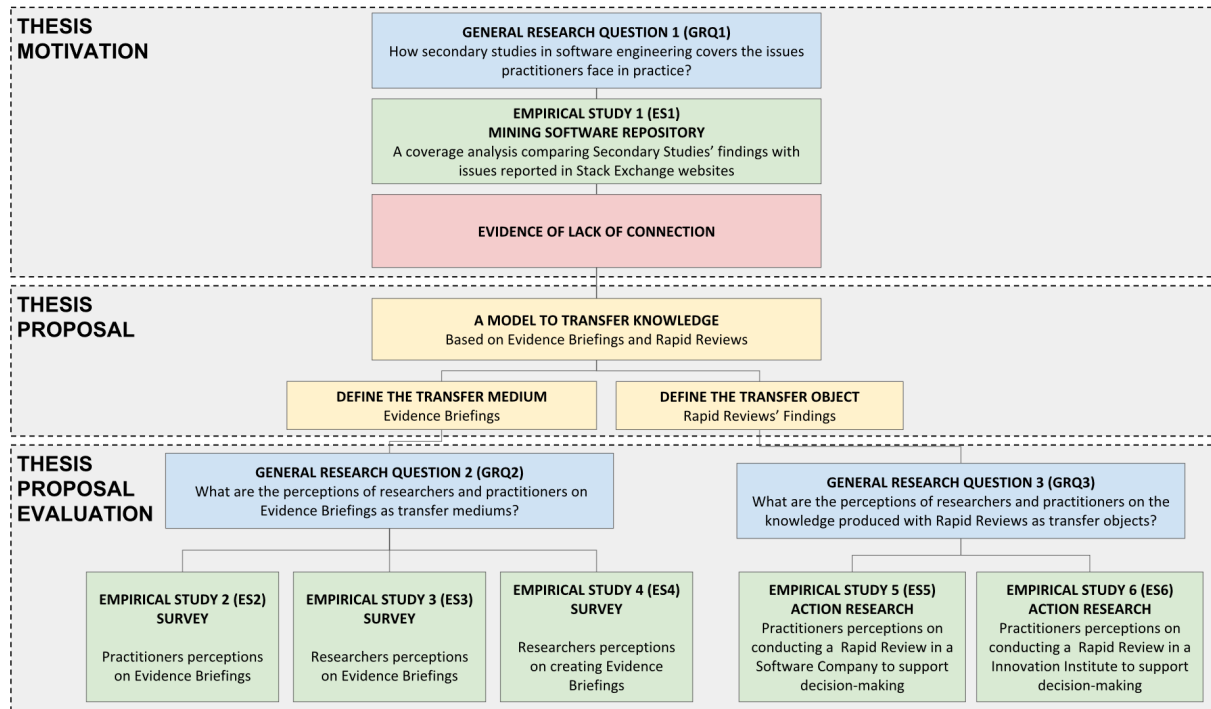 THESIS
MOTIVATION
GENERAL RESEARCH QUESTION 1 (GRQ1)
How secondary studies in software engineering covers the issues
practitioners face in practice?
EMPIRICAL STUDY 1 (ES1)
MINING SOFTWARE REPOSITORY
A coverage analysis comparing Secondary Studies' findings with
issues reported in Stack Exchange websites
EVIDENCE OF LACK OF CONNECTION
THESIS
PROPOSAL
A MODEL TO TRANSFER KNOWLEDGE
Based on Evidence Briefings and Rapid Reviews
DEFINE THE TRANSFER MEDIUM
Evidence Briefings
DEFINE THE TRANSFER OBJECT
Rapid Reviews' Findings
THESIS
PROPOSAL
EVALUATION
GENERAL RESEARCH QUESTION 2 (GRQ2)
What are the perceptions of researchers and practitioners on
Evidence Briefings as transfer mediums?
GENERAL RESEARCH QUESTION 3 (GRQ3)
What are the perceptions of researchers and practitioners on the
knowledge produced with Rapid Reviews as transfer objects?
EMPIRICAL STUDY 2 (ES2)
SURVEY
Practitioners perceptions
on Evidence Briefings
EMPIRICAL STUDY 3 (ES3)
SURVEY
Researchers perceptions
on Evidence Briefings
EMPIRICAL STUDY 4 (ES4)
SURVEY
Researchers perceptions
on creating Evidence
Briefings
EMPIRICAL STUDY 5 (ES5)
ACTION RESEARCH
Practitioners perceptions on
conducting a Rapid Review in a
Software Company to support
decision-making
EMPIRICAL STUDY 6 (ES6)
ACTION RESEARCH
Practitioners perceptions on
conducting a Rapid Review in a
Innovation Institute to support
decision-making